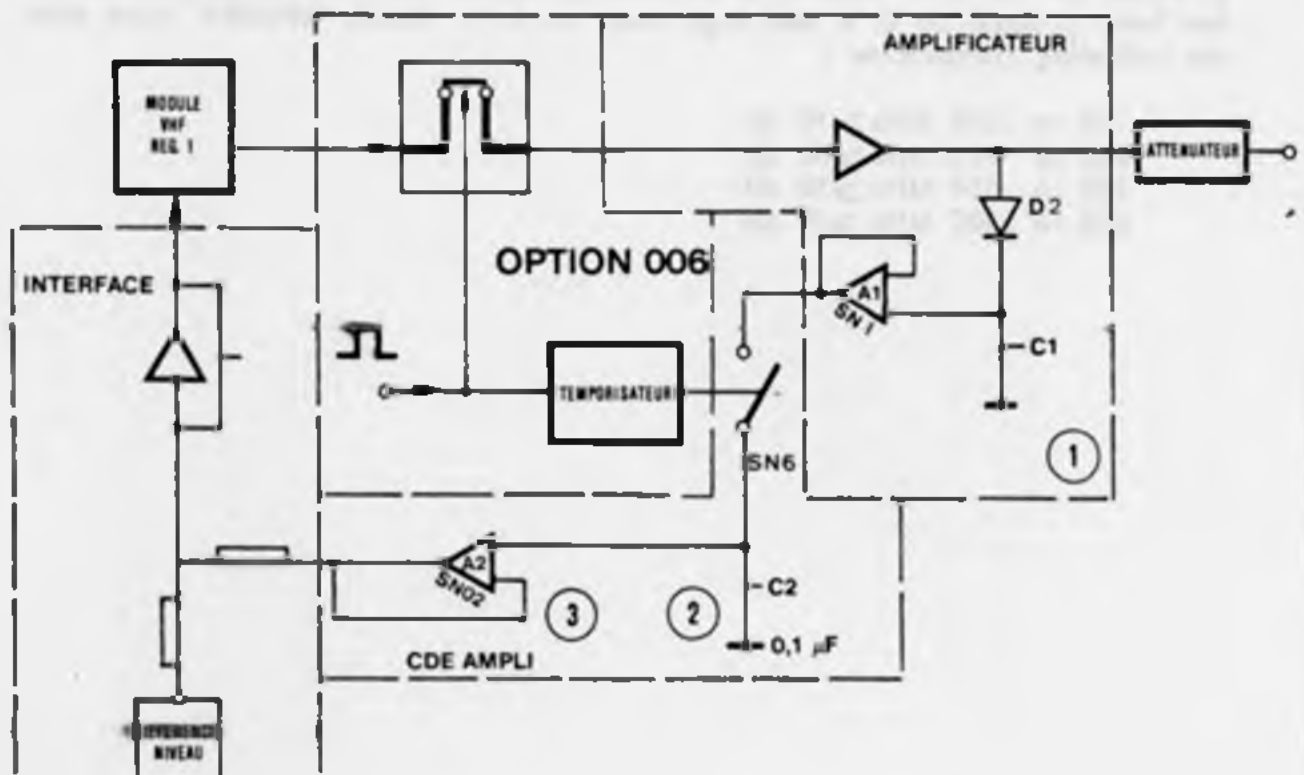 AMPLIFICATEUR
MODULE
VHF
REG. 1
ATTENUATEUR
D2
OPTION 006
INTERFACE
A1
SN1
C1
TEMPORISATEUR
1
SN6
A2
SN02
C2
3
2
0,1 µF
CDE AMPLI
NIVEAU